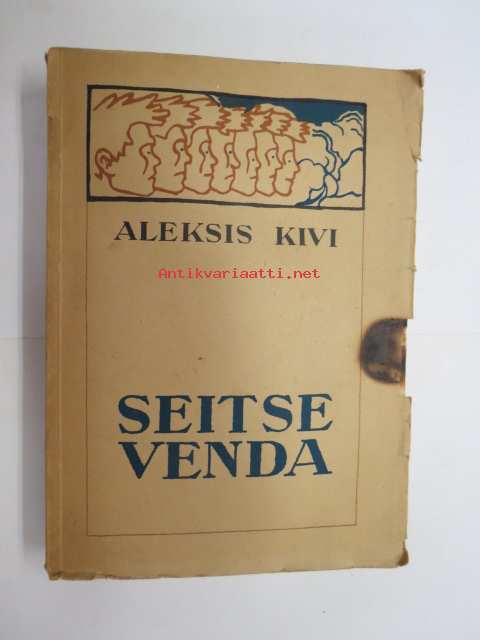 ALEKSIS KIVI
Antikvariaatti.net
SEITSE
VENDA